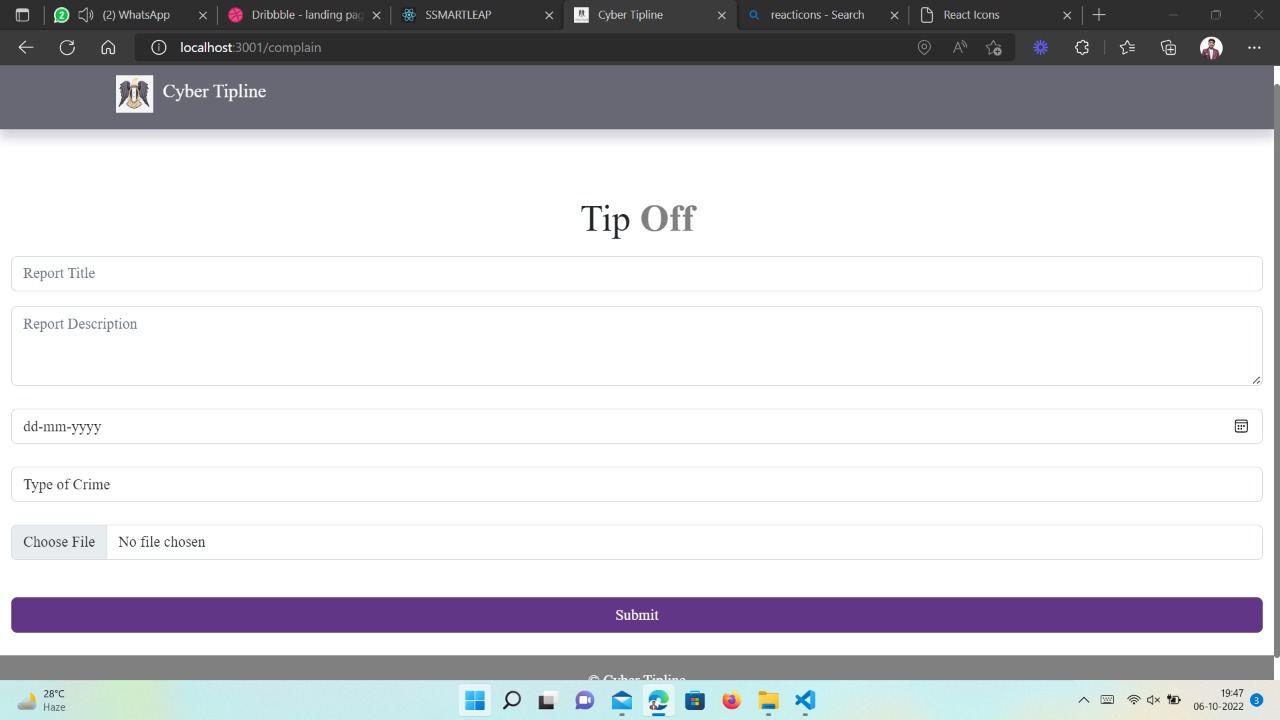 (2) WhatsApp
Dribbble - landing pag
SSMARTLEAP
Cyber Tipline
reacticons - Search
React Icons
localhost:3001/complain
Cyber Tipline
Tip Off
Report Title
Report Description
dd-mm-yyyy
Type of Crime
Choose File
No file chosen
Submit
© Cyber Tipline
28°C
Haze
19:47
06-10-2022
3